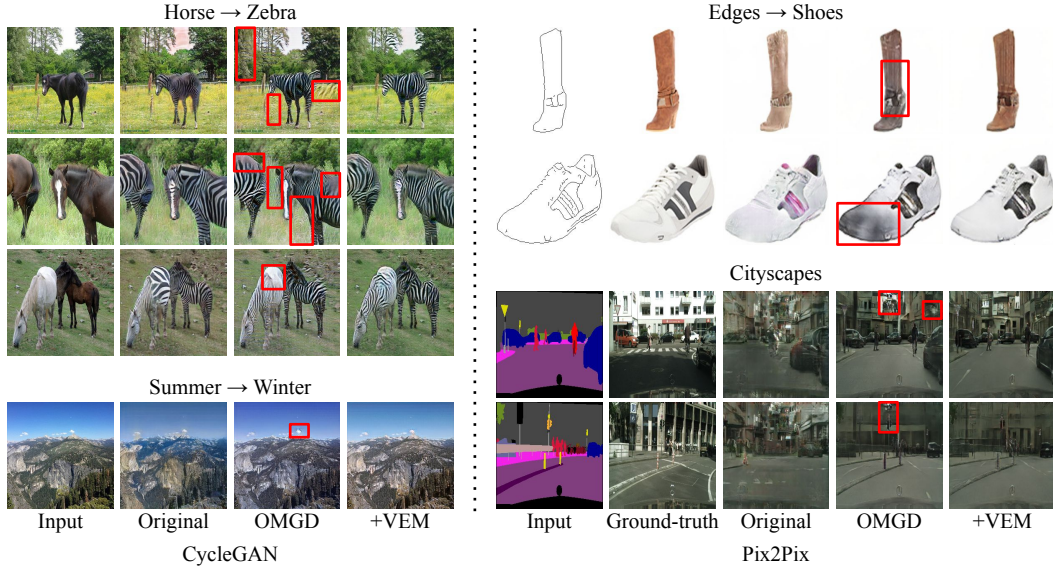 Horse → Zebra
Summer → Winter
Input Original OMGD +VEM
CycleGAN
Edges → Shoes
Cityscapes
Input Ground-truth Original OMGD +VEM
Pix2Pix